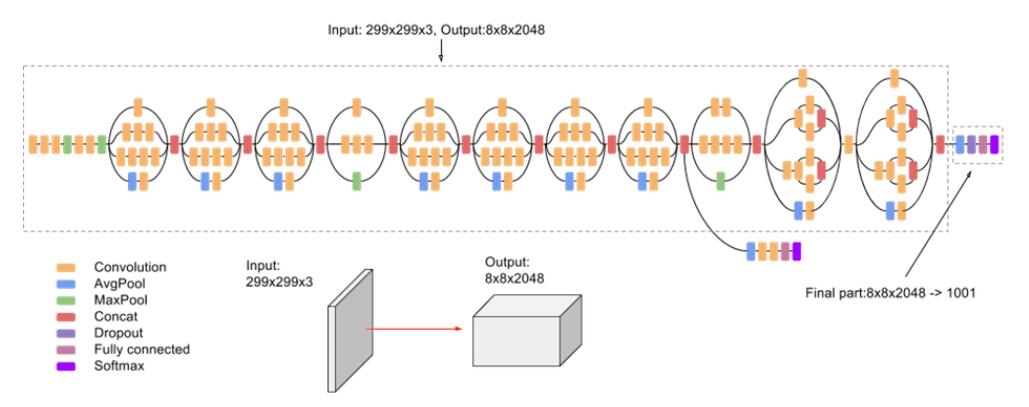 Input: 299x299x3, Output:8x8x2048
Convolution
AvgPool
MaxPool
Concat
Dropout
Fully connected
Softmax
Input:
299x299x3
Output:
8x8x2048
Final part:8x8x2048 -> 1001